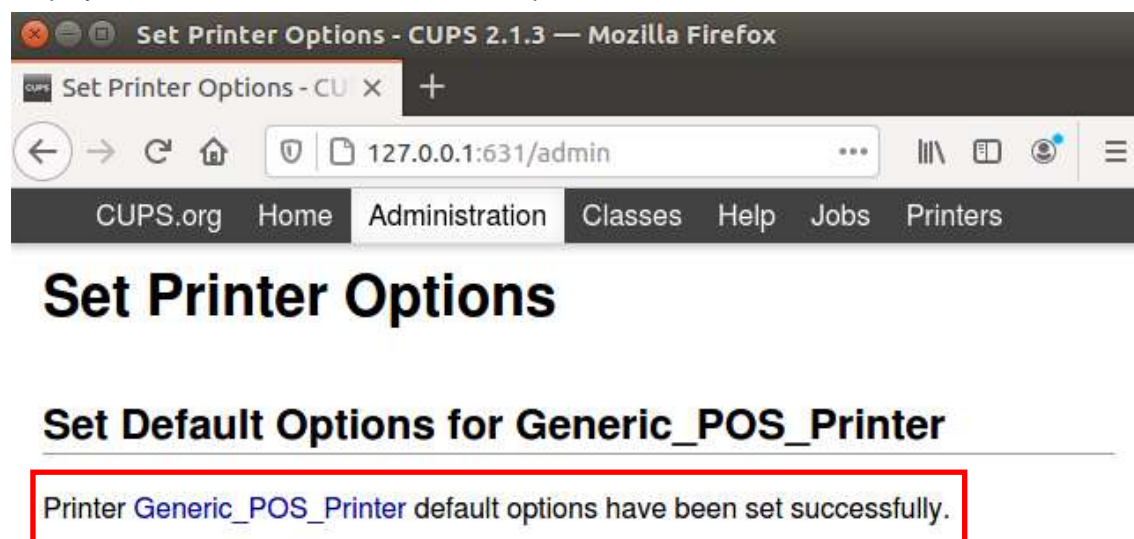 Set Printer Options - CUPS 2.1.3 — Mozilla Firefox
Set Printer Options - CU
127.0.0.1:631/admin
CUPS.org Home Administration Classes Help Jobs Printers
Set Printer Options
Set Default Options for Generic_POS_Printer
Printer Generic_POS_Printer default options have been set successfully.